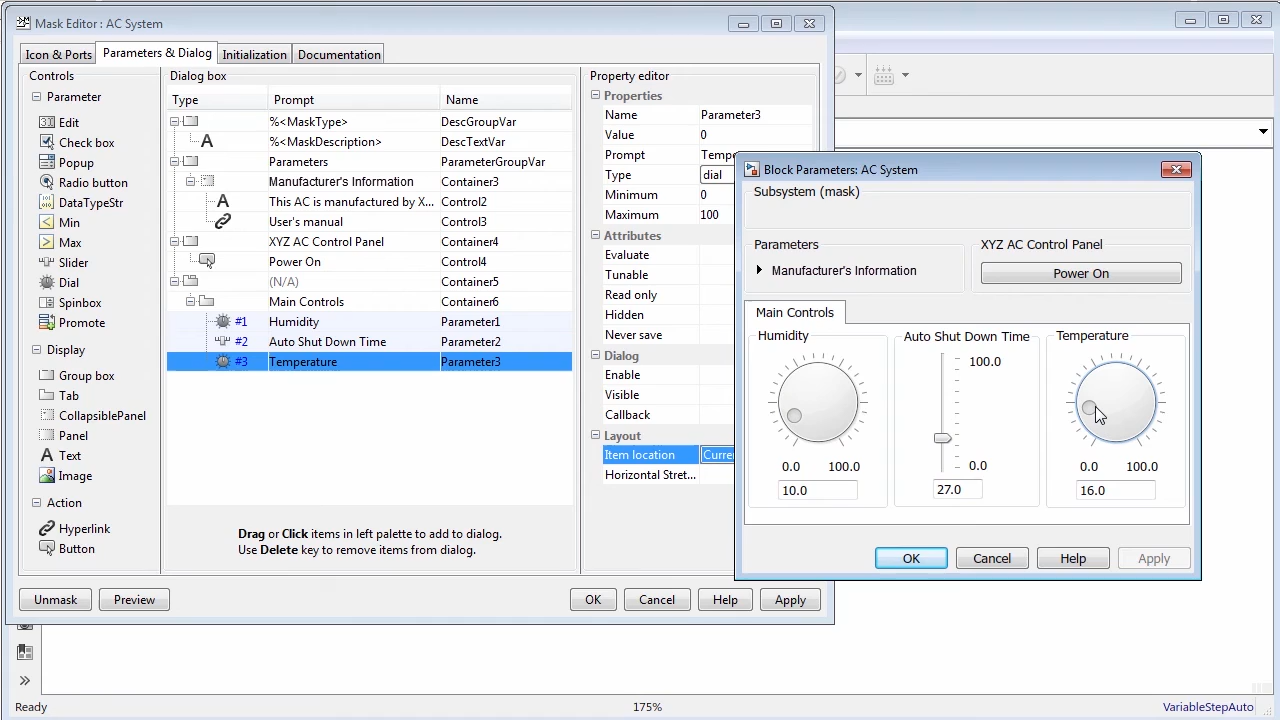 Mask Editor : AC System
Icon & Ports
Parameters & Dialog
Initialization
Documentation
Controls
Parameter
Edit
Check box
Popup
Radio button
DataTypeStr
Min
Max
Slider
Dial
Spinbox
Promote
Display
Group box
Tab
CollapsiblePanel
Panel
Text
Image
Action
Hyperlink
Button
Dialog box
Type Prompt Name
%<MaskType> DescGroupVar
A %<MaskDescription> DescTextVar
Parameters ParameterGroupVar
Manufacturer's Information Container3
A This AC is manufactured by X... Control2
User's manual Control3
XYZ AC Control Panel Container4
Power On Control4
(N/A) Container5
Main Controls Container6
#1 Humidity Parameter1
#2 Auto Shut Down Time Parameter2
#3 Temperature Parameter3
Drag or Click items in left palette to add to dialog.
Use Delete key to remove items from dialog.
Property editor
Properties
Name Parameter3
Value 0
Prompt Tempe
Type dial
Minimum 0
Maximum 100
Attributes
Evaluate
Tunable
Read only
Hidden
Never save
Dialog
Enable
Visible
Callback
Layout
Item location Curre
Horizontal Stret...
Unmask
Preview
OK
Cancel
Help
Apply
Block Parameters: AC System
Subsystem (mask)
Parameters
Manufacturer's Information
XYZ AC Control Panel
Power On
Main Controls
Humidity
0.0 100.0
10.0
Auto Shut Down Time
100.0
0.0
27.0
Temperature
0.0 100.0
16.0
OK
Cancel
Help
Apply
Ready
175%
VariableStepAuto